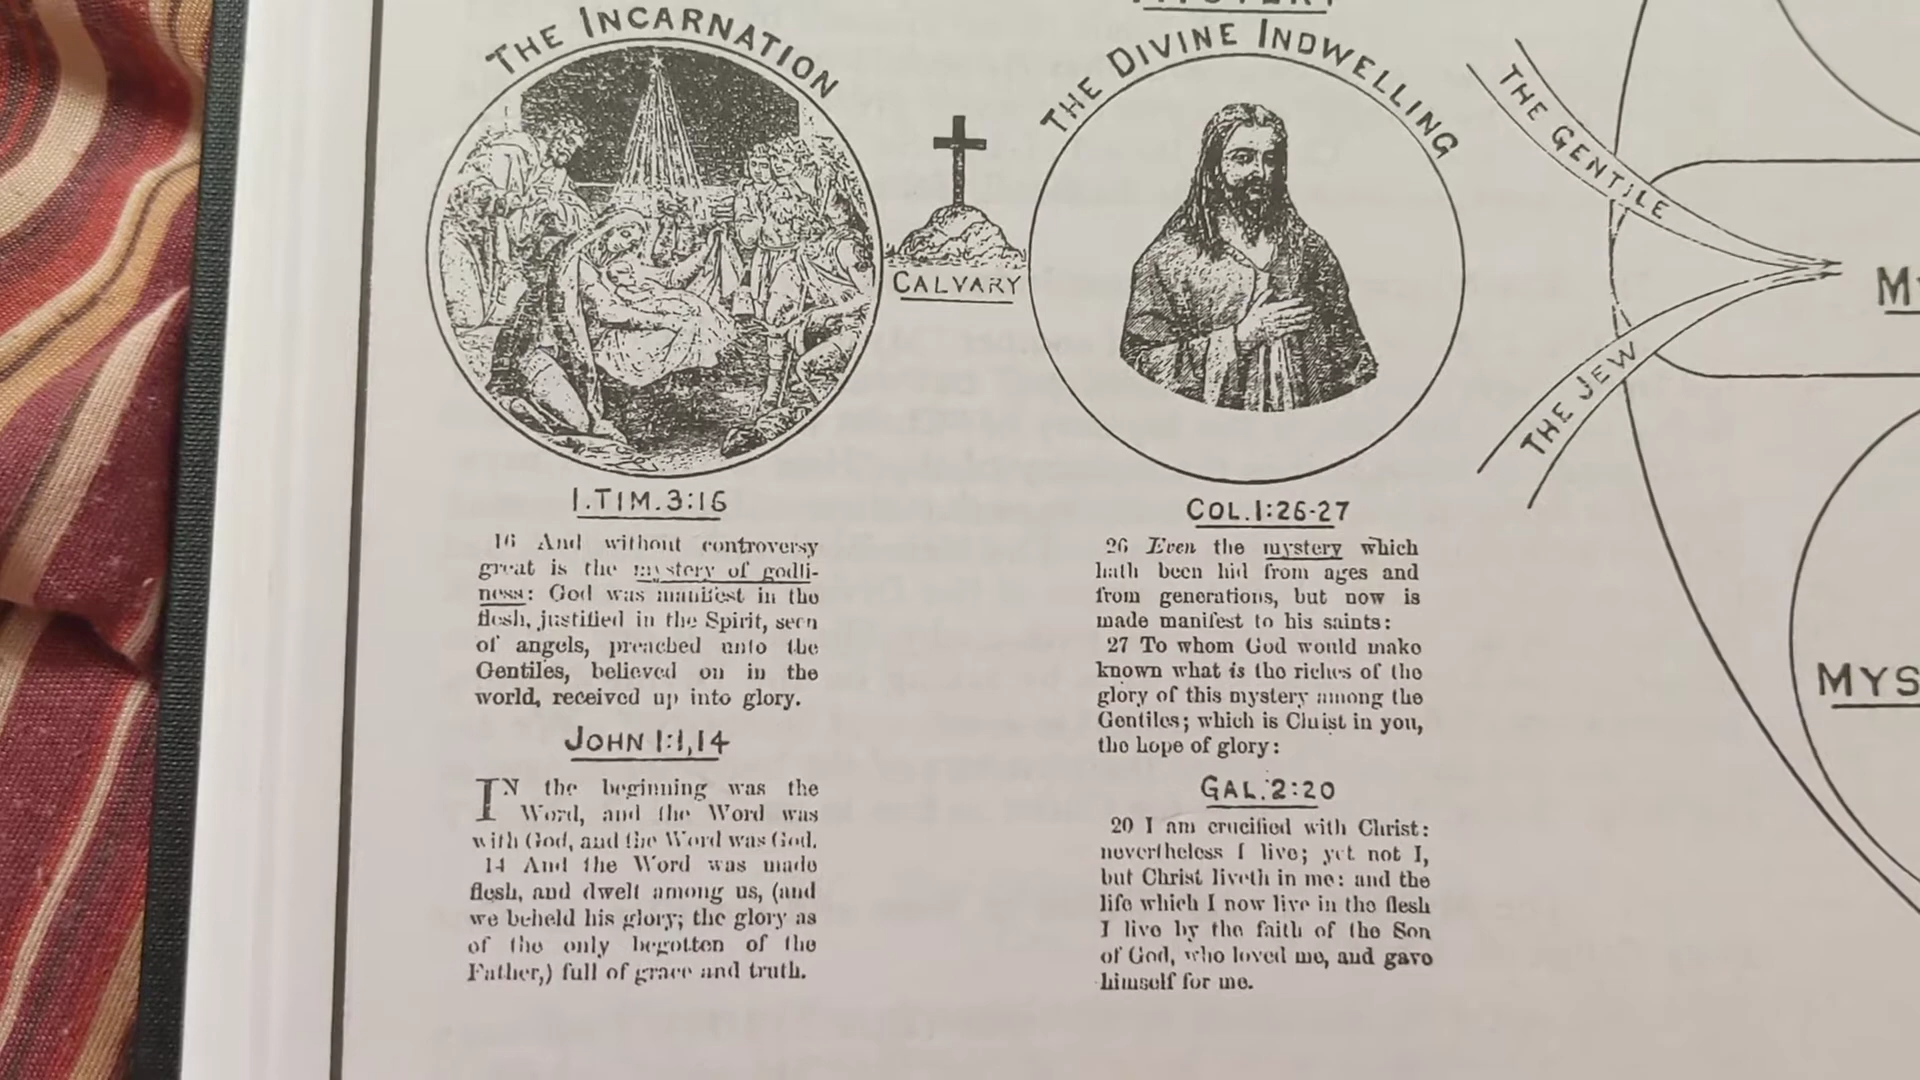 THE INCARNATION
I.TIM.3:16
16 And without controversy
great is the mystery of godli-
ness: God was manifest in the
flesh, justified in the Spirit, seen
of angels, preached unto the
Gentiles, believed on in the
world, received up into glory.
JOHN 1:1,14
IN the beginning was the
Word, and the Word was
with God, and the Word was God.
14 And the Word was made
flesh, and dwelt among us, (and
we beheld his glory; the glory as
of the only begotten of the
Father,) full of grace and truth.
CALVARY
MYSTERY
THE DIVINE INDWELLING
COL.1:26-27
26 Even the mystery which
hath been hid from ages and
from generations, but now is
made manifest to his saints:
27 To whom God would make
known what is the riches of the
glory of this mystery among the
Gentiles; which is Christ in you,
the hope of glory:
GAL.2:20
20 I am crucified with Christ:
nevertheless I live; yet not I,
but Christ liveth in me: and the
life which I now live in the flesh
I live by the faith of the Son
of God, who loved me, and gave
himself for me.
THE GENTILE
THE JEW
MYS